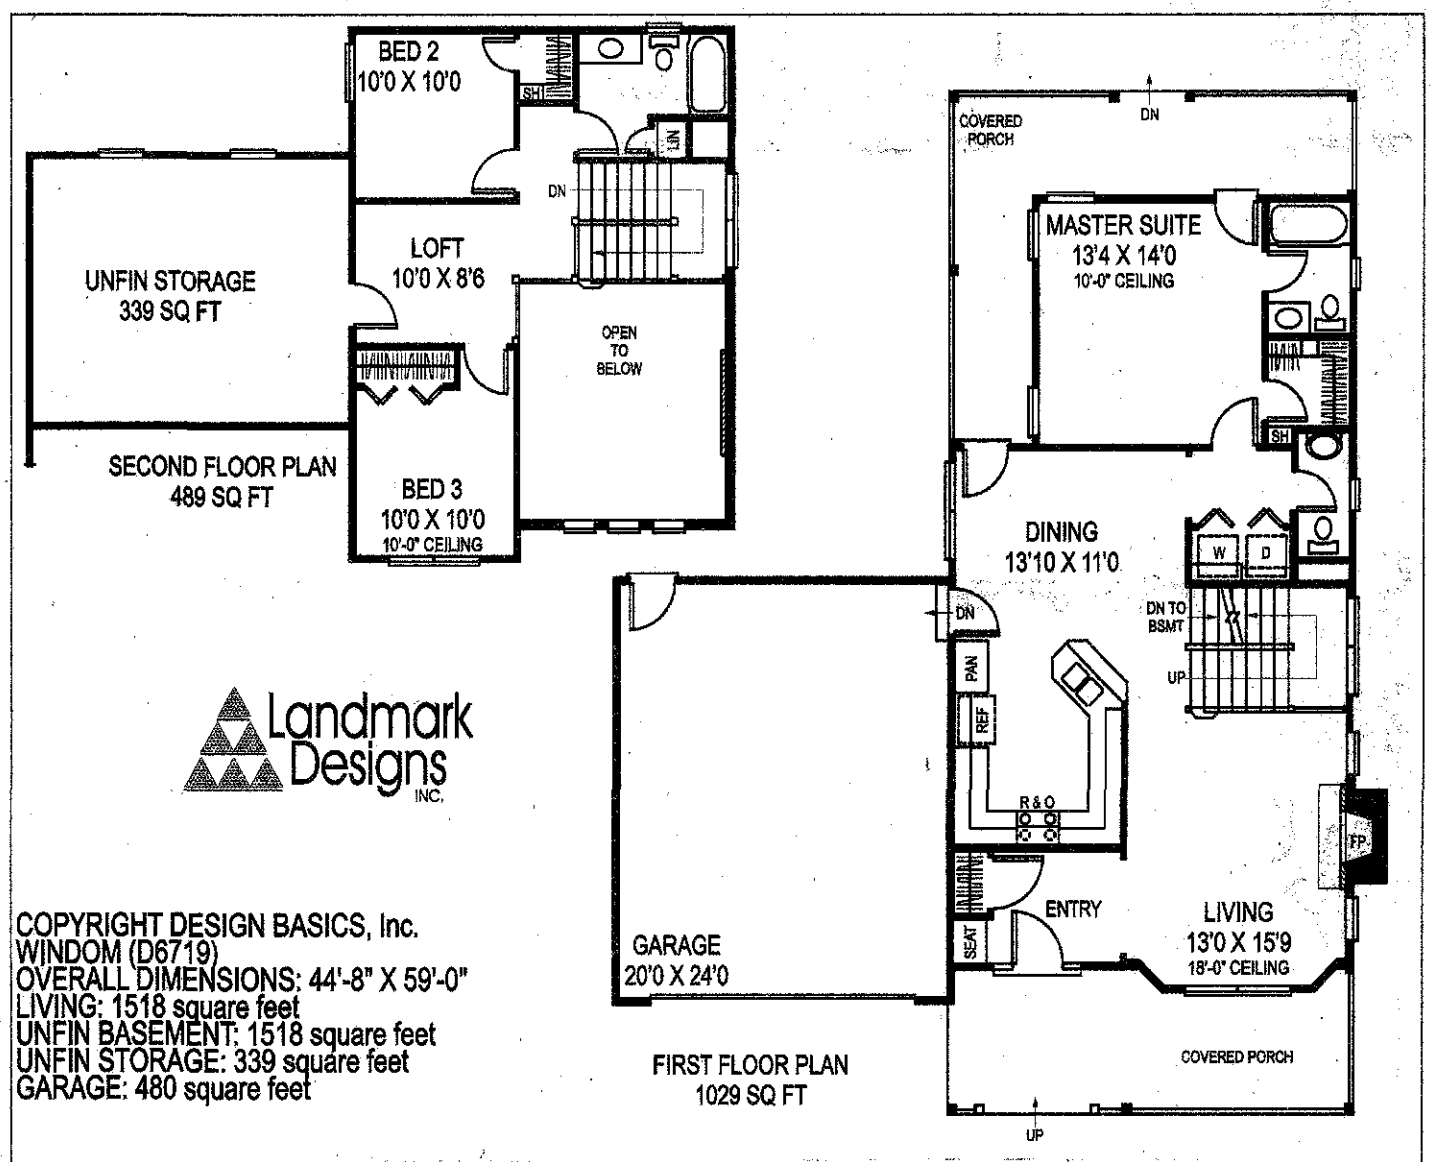 BED 2
10'0 X 10'0
SH
LIN
DN
LOFT
10'0 X 8'6
UNFIN STORAGE
339 SQ FT
OPEN
TO
BELOW
SECOND FLOOR PLAN
489 SQ FT
BED 3
10'0 X 10'0
10'-0" CEILING
DN
COVERED
PORCH
MASTER SUITE
13'4 X 14'0
10'-0" CEILING
SH
DINING
13'10 X 11'0
W
D
DN
DN TO
BSMT
UP
PAN
REF
R & O
FP
ENTRY
SEAT
LIVING
13'0 X 15'9
18'-0" CEILING
GARAGE
20'0 X 24'0
COVERED PORCH
UP
FIRST FLOOR PLAN
1029 SQ FT
Landmark
Designs
INC.
COPYRIGHT DESIGN BASICS, Inc.
WINDOM (D6719)
OVERALL DIMENSIONS: 44'-8" X 59'-0"
LIVING: 1518 square feet
UNFIN BASEMENT: 1518 square feet
UNFIN STORAGE: 339 square feet
GARAGE: 480 square feet